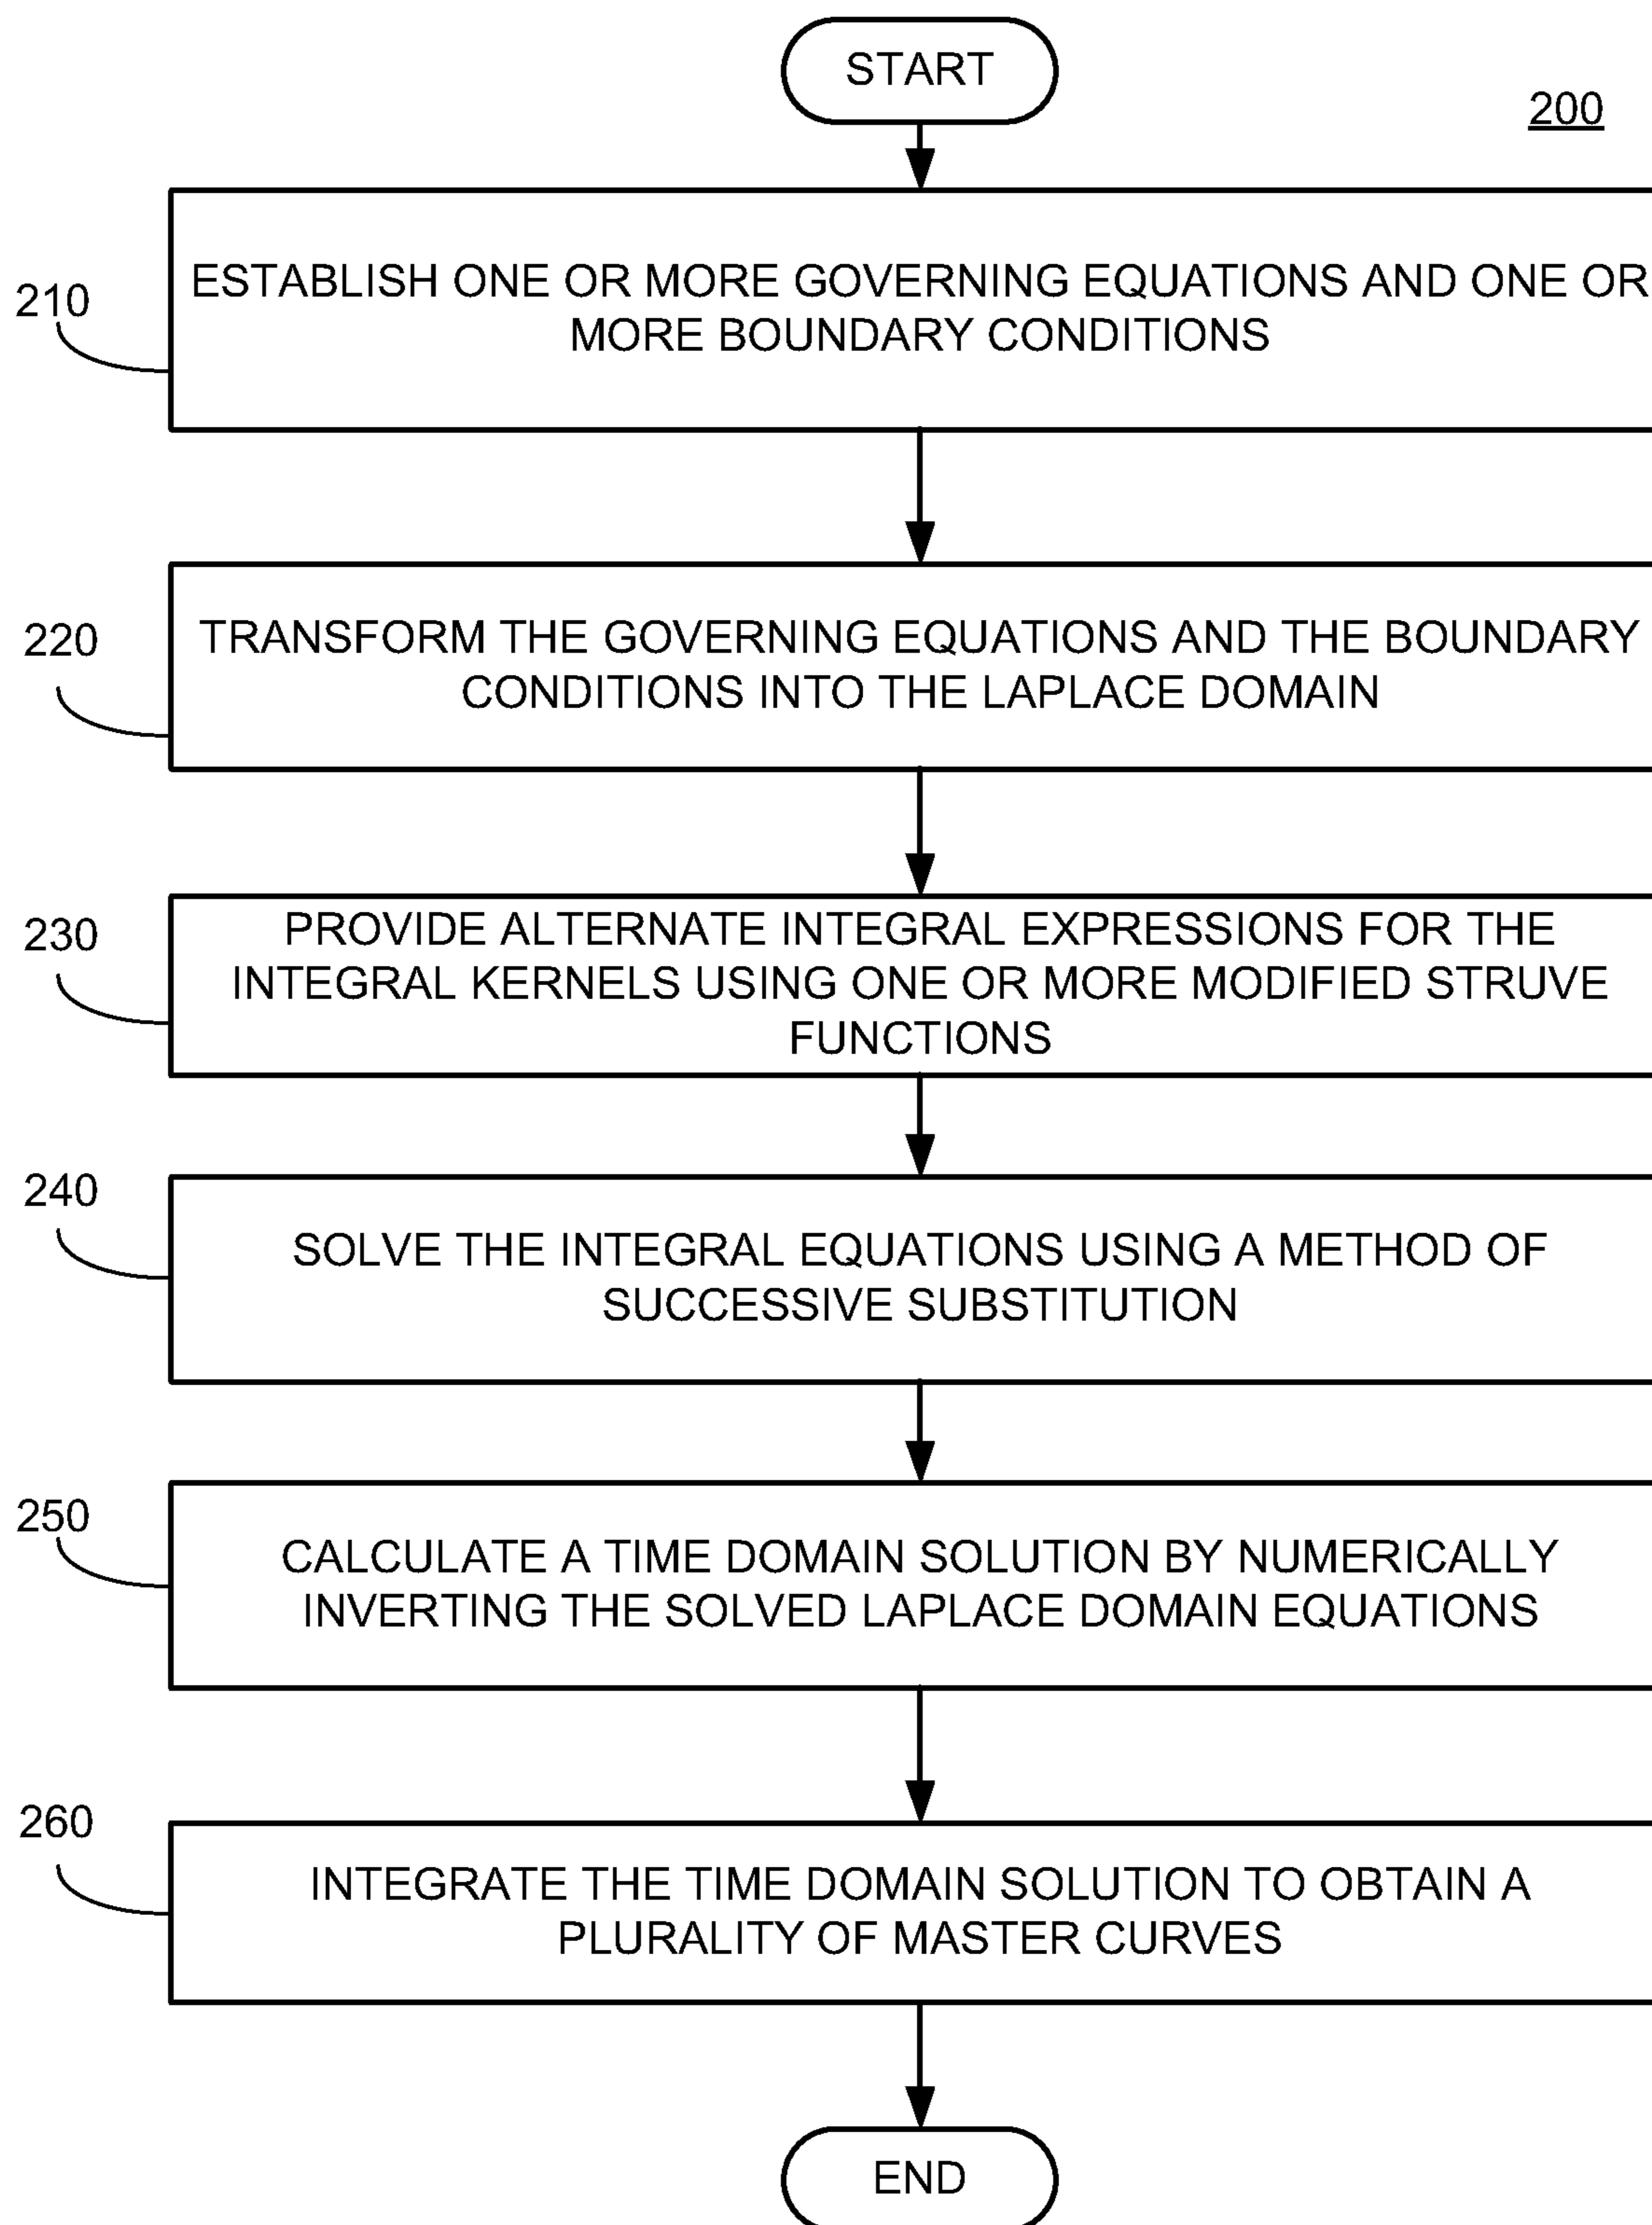 START
200
210
ESTABLISH ONE OR MORE GOVERNING EQUATIONS AND ONE OR
MORE BOUNDARY CONDITIONS
220
TRANSFORM THE GOVERNING EQUATIONS AND THE BOUNDARY
CONDITIONS INTO THE LAPLACE DOMAIN
230
PROVIDE ALTERNATE INTEGRAL EXPRESSIONS FOR THE
INTEGRAL KERNELS USING ONE OR MORE MODIFIED STRUVE
FUNCTIONS
240
SOLVE THE INTEGRAL EQUATIONS USING A METHOD OF
SUCCESSIVE SUBSTITUTION
250
CALCULATE A TIME DOMAIN SOLUTION BY NUMERICALLY
INVERTING THE SOLVED LAPLACE DOMAIN EQUATIONS
260
INTEGRATE THE TIME DOMAIN SOLUTION TO OBTAIN A
PLURALITY OF MASTER CURVES
END